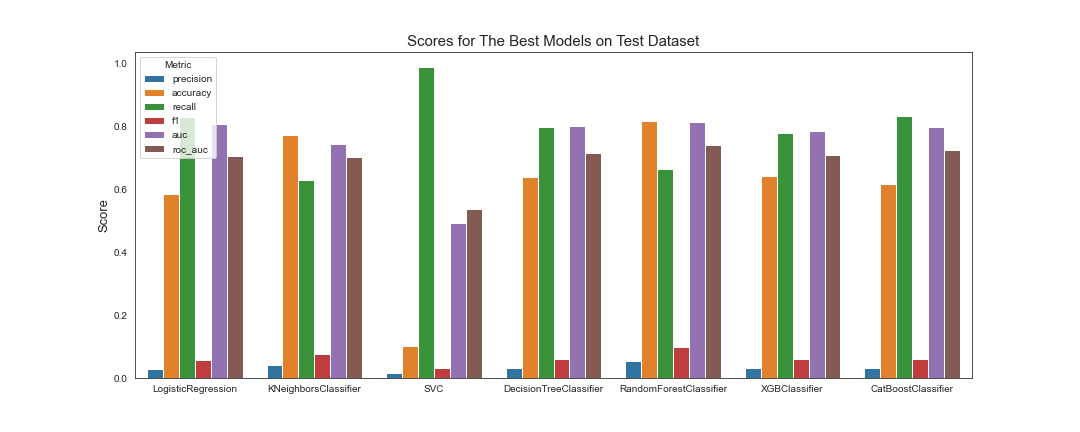 Scores for The Best Models on Test Dataset
Metric
precision
accuracy
recall
f1
auc
roc_auc
1.0
0.8
0.6
0.4
0.2
0.0
Score
LogisticRegression
KNeighborsClassifier
SVC
DecisionTreeClassifier
RandomForestClassifier
XGBClassifier
CatBoostClassifier